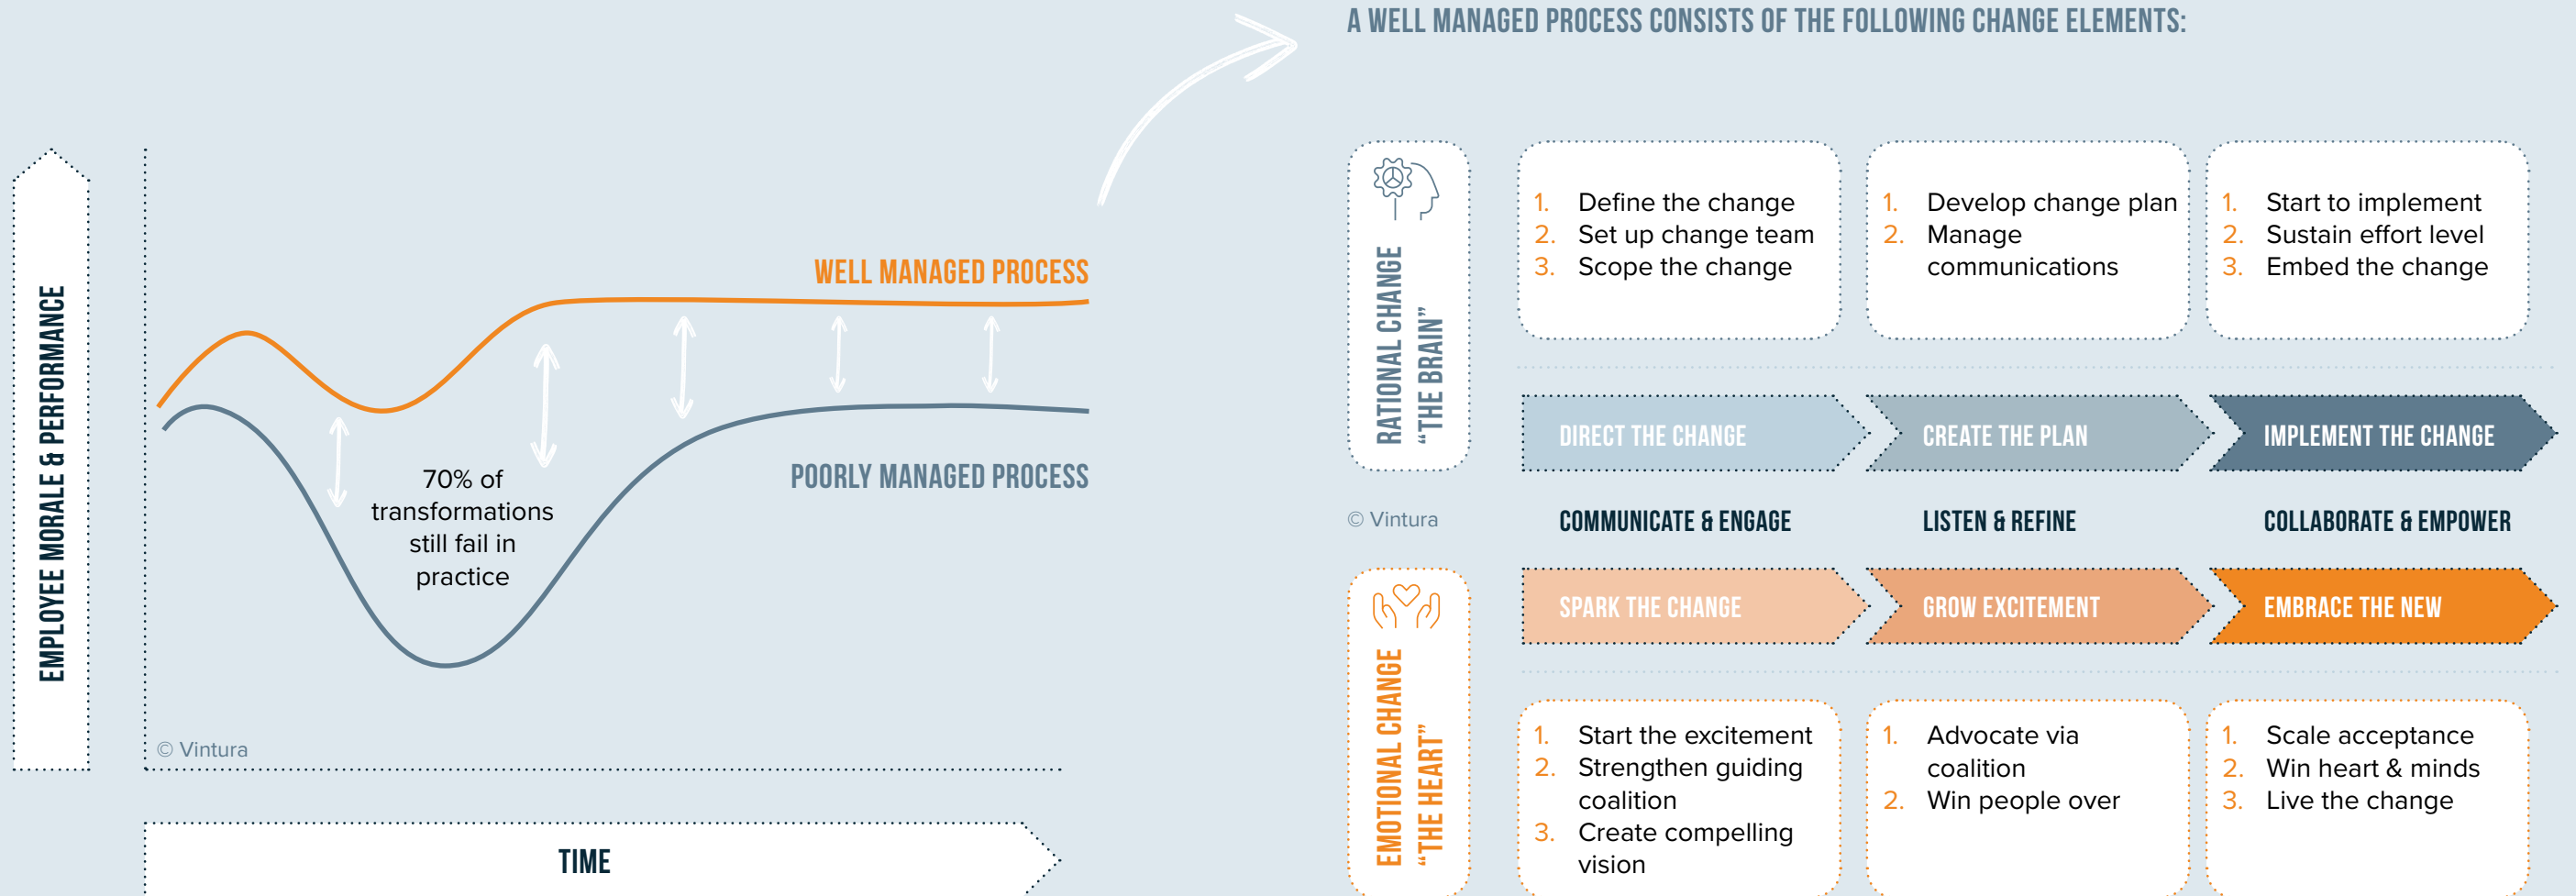 A WELL MANAGED PROCESS CONSISTS OF THE FOLLOWING CHANGE ELEMENTS:
EMPLOYEE MORALE & PERFORMANCE
WELL MANAGED PROCESS
70% of
transformations
still fail in
practice
POORLY MANAGED PROCESS
© Vintura
TIME
RATIONAL CHANGE
“THE BRAIN”
1. Define the change
2. Set up change team
3. Scope the change
1. Develop change plan
2. Manage
communications
1. Start to implement
2. Sustain effort level
3. Embed the change
DIRECT THE CHANGE
CREATE THE PLAN
IMPLEMENT THE CHANGE
© Vintura
COMMUNICATE & ENGAGE
LISTEN & REFINE
COLLABORATE & EMPOWER
EMOTIONAL CHANGE
“THE HEART”
SPARK THE CHANGE
GROW EXCITEMENT
EMBRACE THE NEW
1. Start the excitement
2. Strengthen guiding
coalition
3. Create compelling
vision
1. Advocate via
coalition
2. Win people over
1. Scale acceptance
2. Win heart & minds
3. Live the change